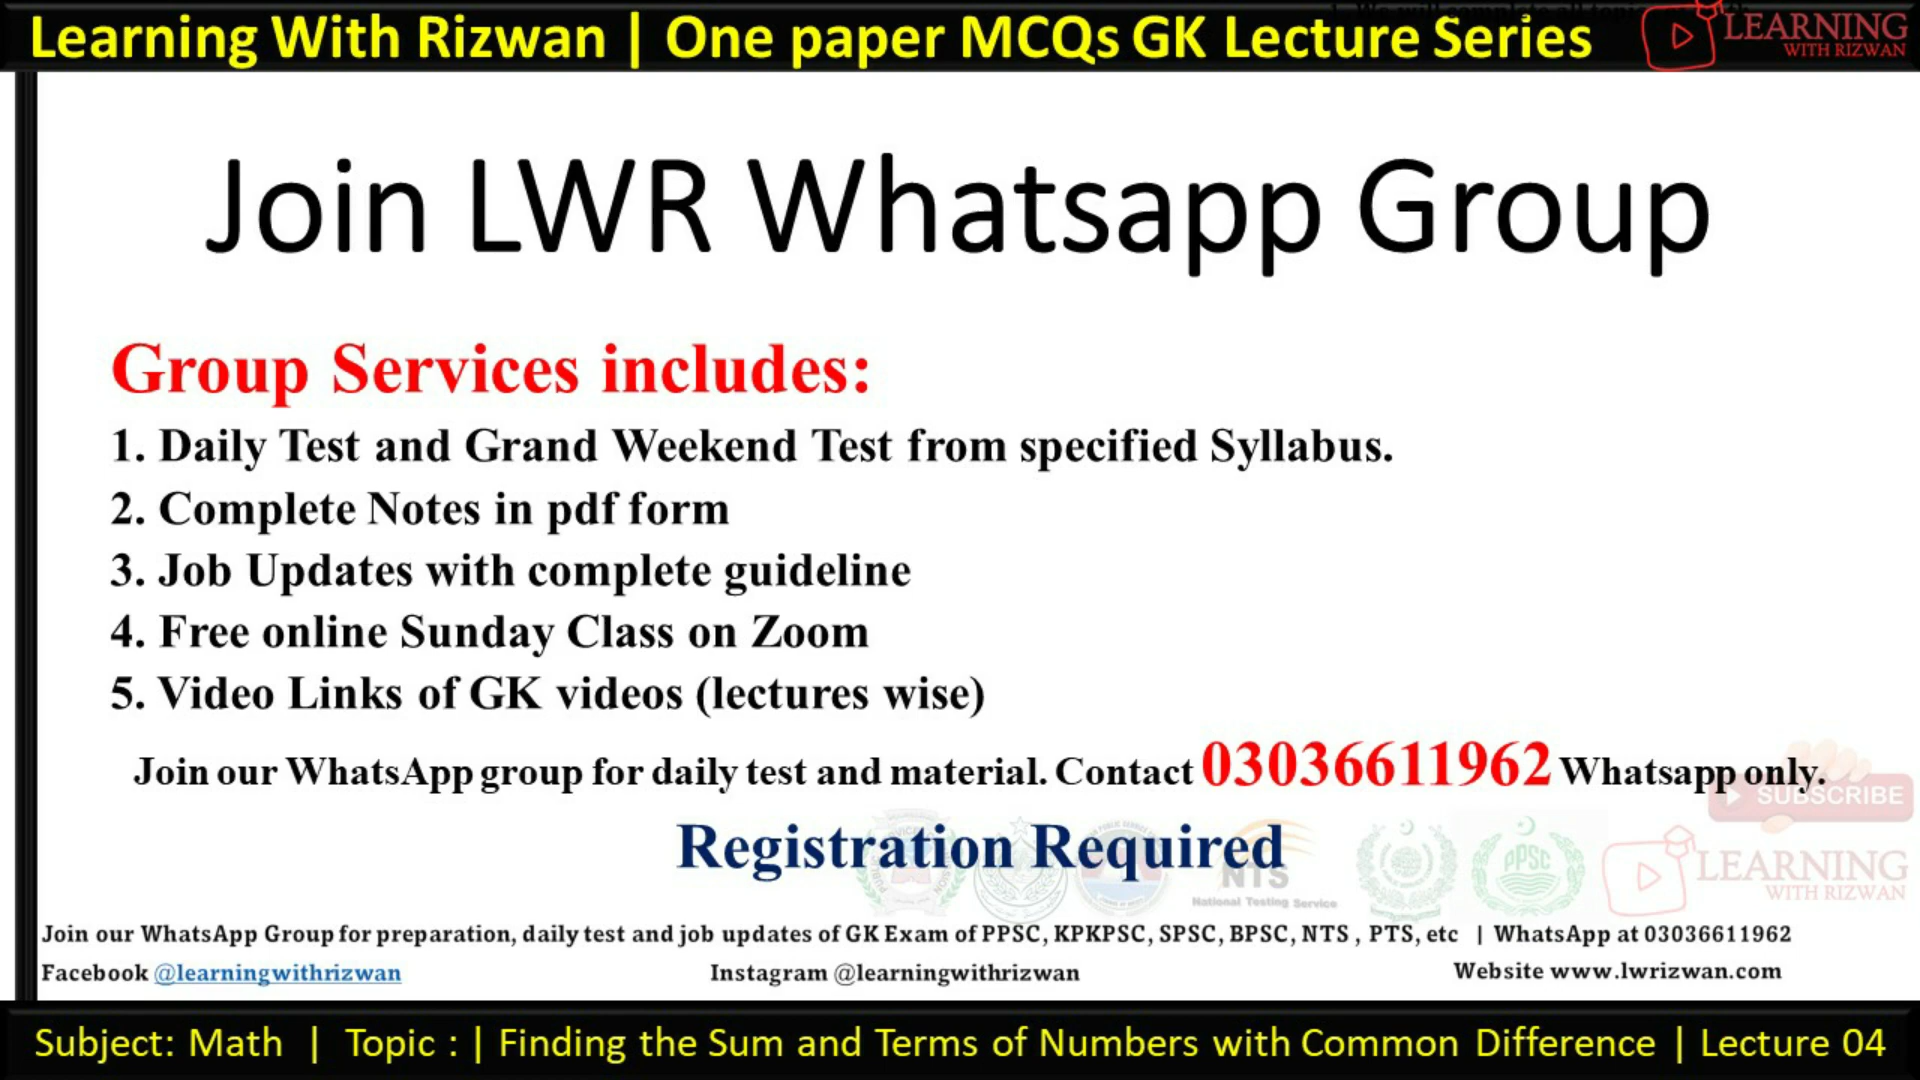 Learning With Rizwan | One paper MCQs GK Lecture Series
LEARNING
WITH RIZWAN
Join LWR Whatsapp Group
Group Services includes:
1. Daily Test and Grand Weekend Test from specified Syllabus.
2. Complete Notes in pdf form
3. Job Updates with complete guideline
4. Free online Sunday Class on Zoom
5. Video Links of GK videos (lectures wise)
Join our WhatsApp group for daily test and material. Contact 03036611962 Whatsapp only.
SUBSCRIBE
Registration Required
NTS
National Testing Service
PPSC
LEARNING
WITH RIZWAN
Join our WhatsApp Group for preparation, daily test and job updates of GK Exam of PPSC, KPKPSC, SPSC, BPSC, NTS , PTS, etc | WhatsApp at 03036611962
Facebook @learningwithrizwan
Instagram @learningwithrizwan
Website www.lwrizwan.com
Subject: Math | Topic : | Finding the Sum and Terms of Numbers with Common Difference | Lecture 04